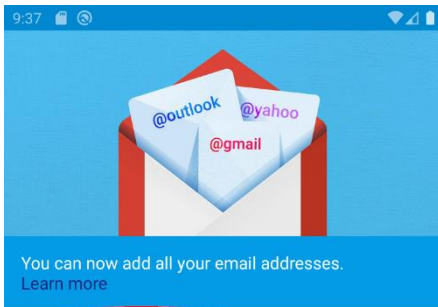 9:37
@outlook
@yahoo
@gmail
You can now add all your email addresses.
Learn more